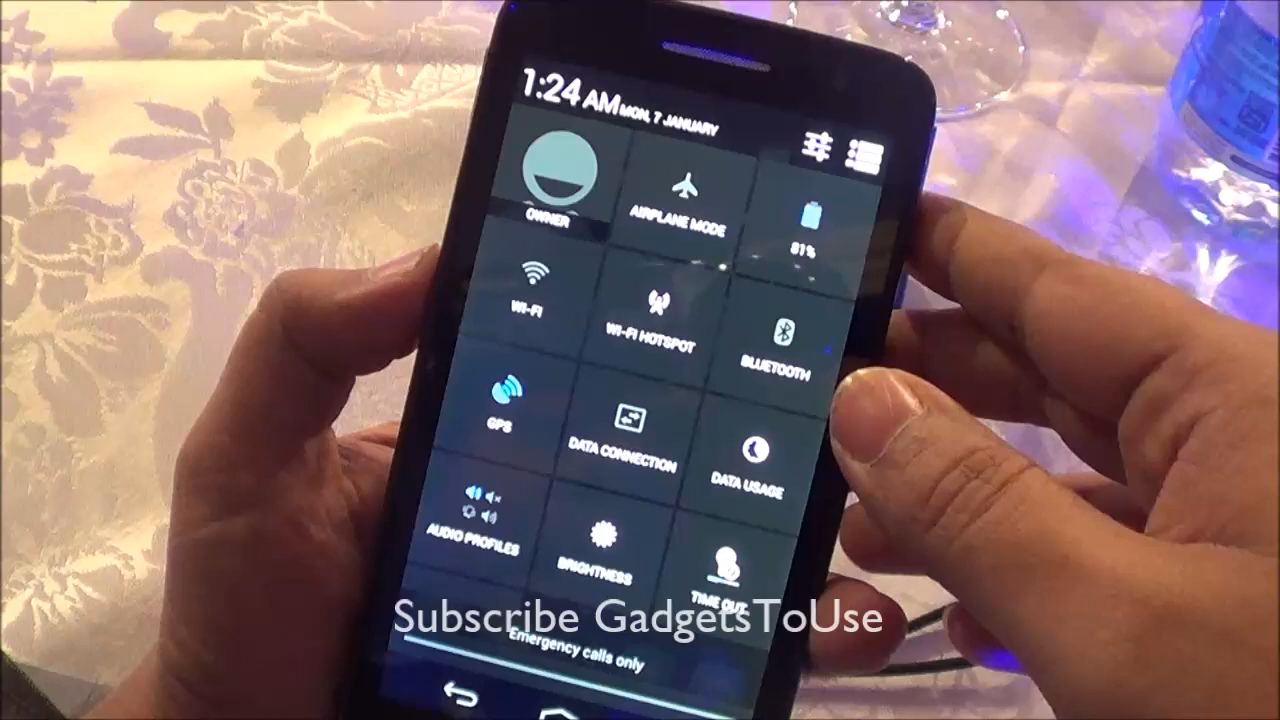 1:24 AM MON, 7 JANUARY
OWNER
AIRPLANE MODE
81%
WI-FI
WI-FI HOTSPOT
BLUETOOTH
GPS
DATA CONNECTION
DATA USAGE
AUDIO PROFILES
BRIGHTNESS
TIME OUT
Subscribe GadgetsToUse
Emergency calls only